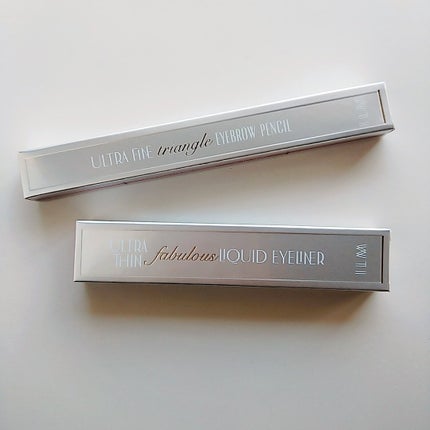 ULTRA FINE triangle EYEBROW PENCIL
ULTRA
THIN fabulous LIQUID EYELINER